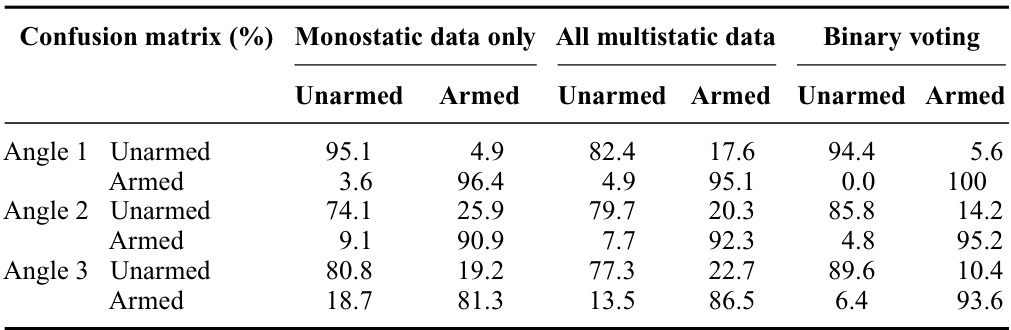 Confusion matrix (%) Monostatic data only All multistatic data Binary voting
Unarmed Armed Unarmed Armed Unarmed Armed
Angle 1 Unarmed 95.1 4.9 82.4 17.6 94.4 5.6
Armed 3.6 96.4 4.9 95.1 0.0 100
Angle 2 Unarmed 74.1 25.9 79.7 20.3 85.8 14.2
Armed 9.1 90.9 7.7 92.3 4.8 95.2
Angle 3 Unarmed 80.8 19.2 77.3 22.7 89.6 10.4
Armed 18.7 81.3 13.5 86.5 6.4 93.6